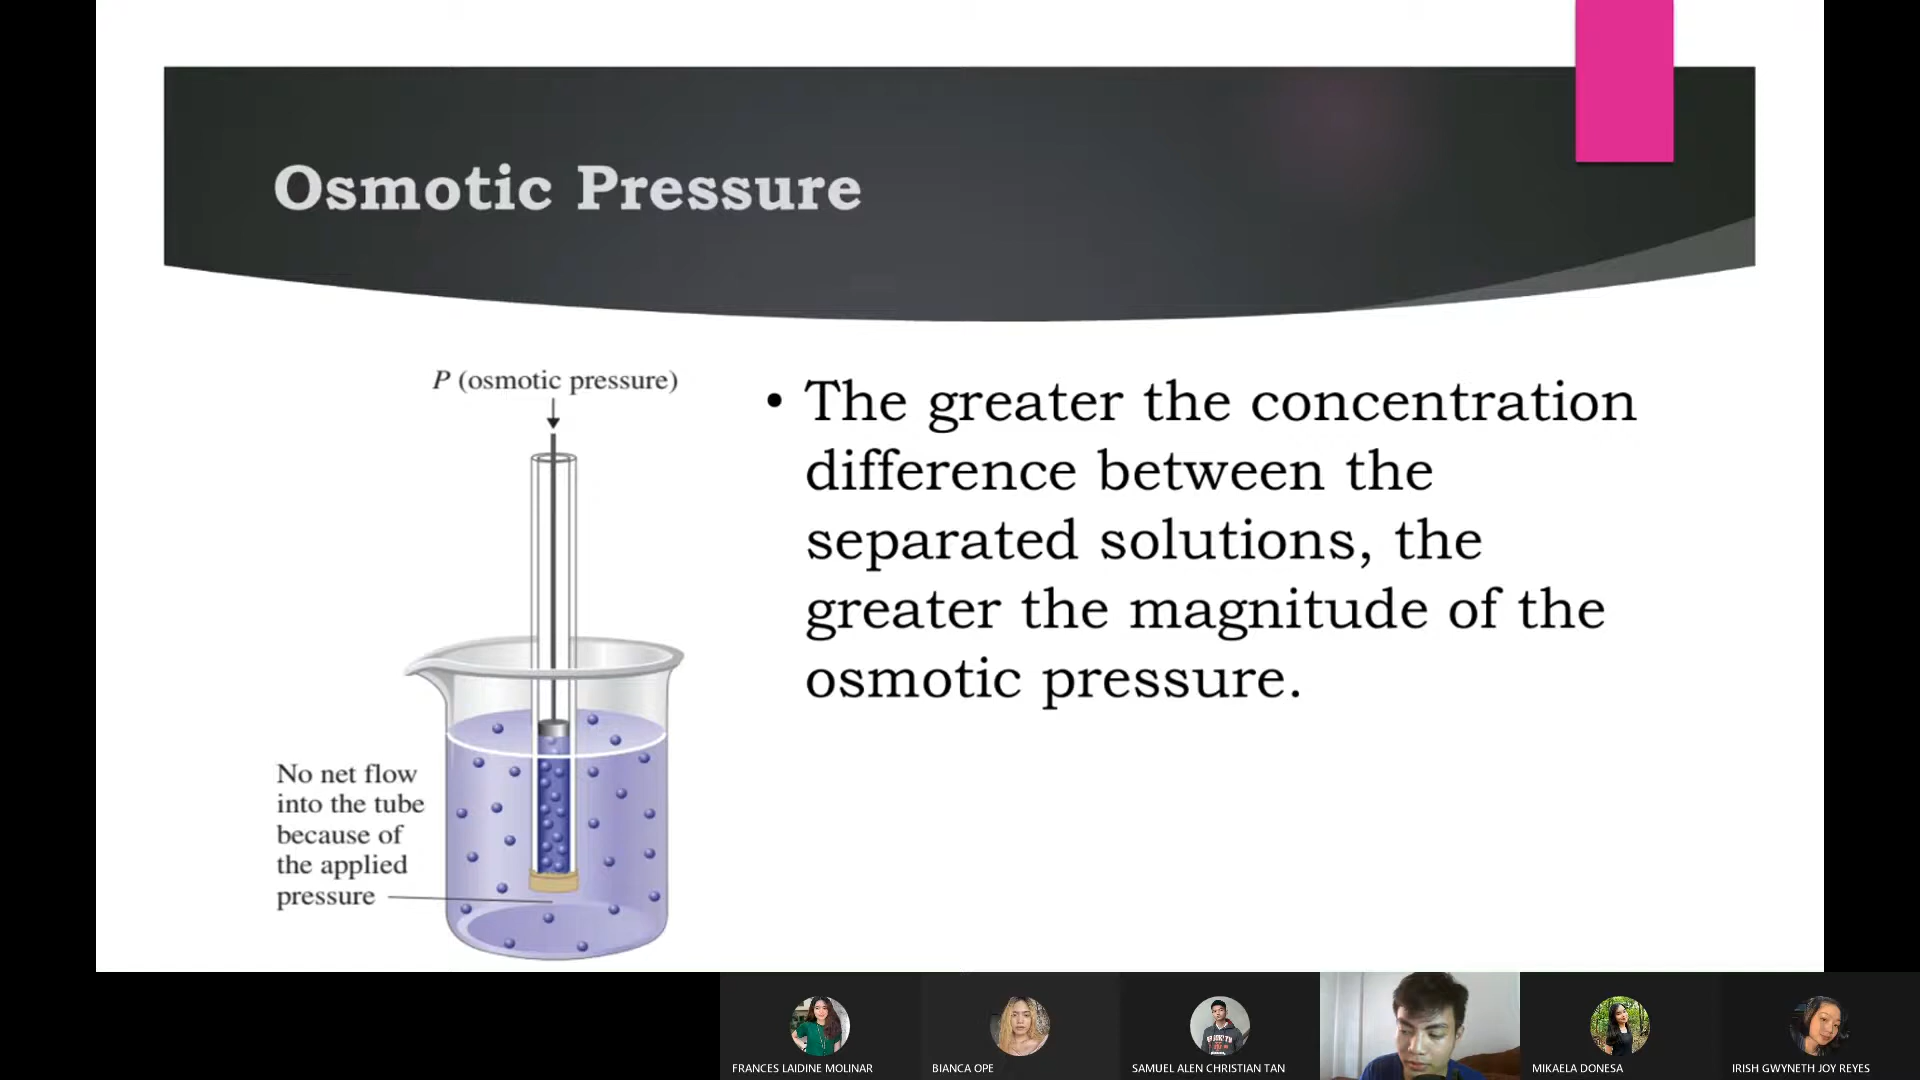 Osmotic Pressure
P (osmotic pressure)
• The greater the concentration
difference between the
separated solutions, the
greater the magnitude of the
osmotic pressure.
No net flow
into the tube
because of
the applied
pressure
FRANCES LAIDINE MOLINAR
BIANCA OPE
SAMUEL ALEN CHRISTIAN TAN
MIKAELA DONESA
IRISH GWYNETH JOY REYES